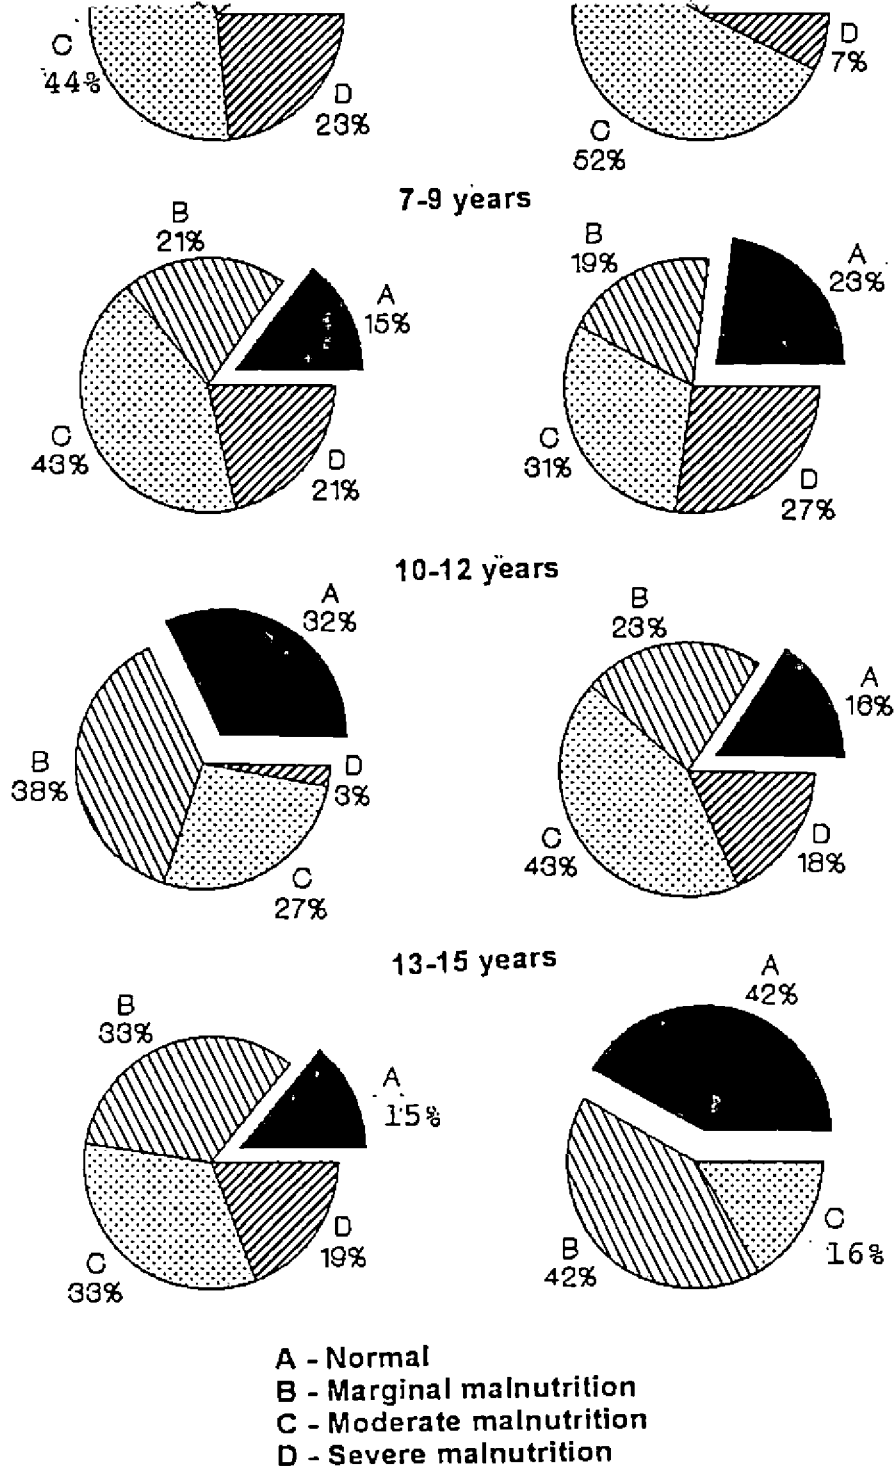 C
44%
D
23%
D
7%
C
52%
7-9 years
B
21%
A
15%
C
43%
D
21%
B
19%
A
23%
C
31%
D
27%
10-12 years
A
32%
B
38%
D
3%
C
27%
B
23%
A
16%
C
43%
D
18%
13-15 years
B
33%
A
15%
C
33%
D
19%
A
42%
B
42%
C
16%
A - Normal
B - Marginal malnutrition
C - Moderate malnutrition
D - Severe malnutrition